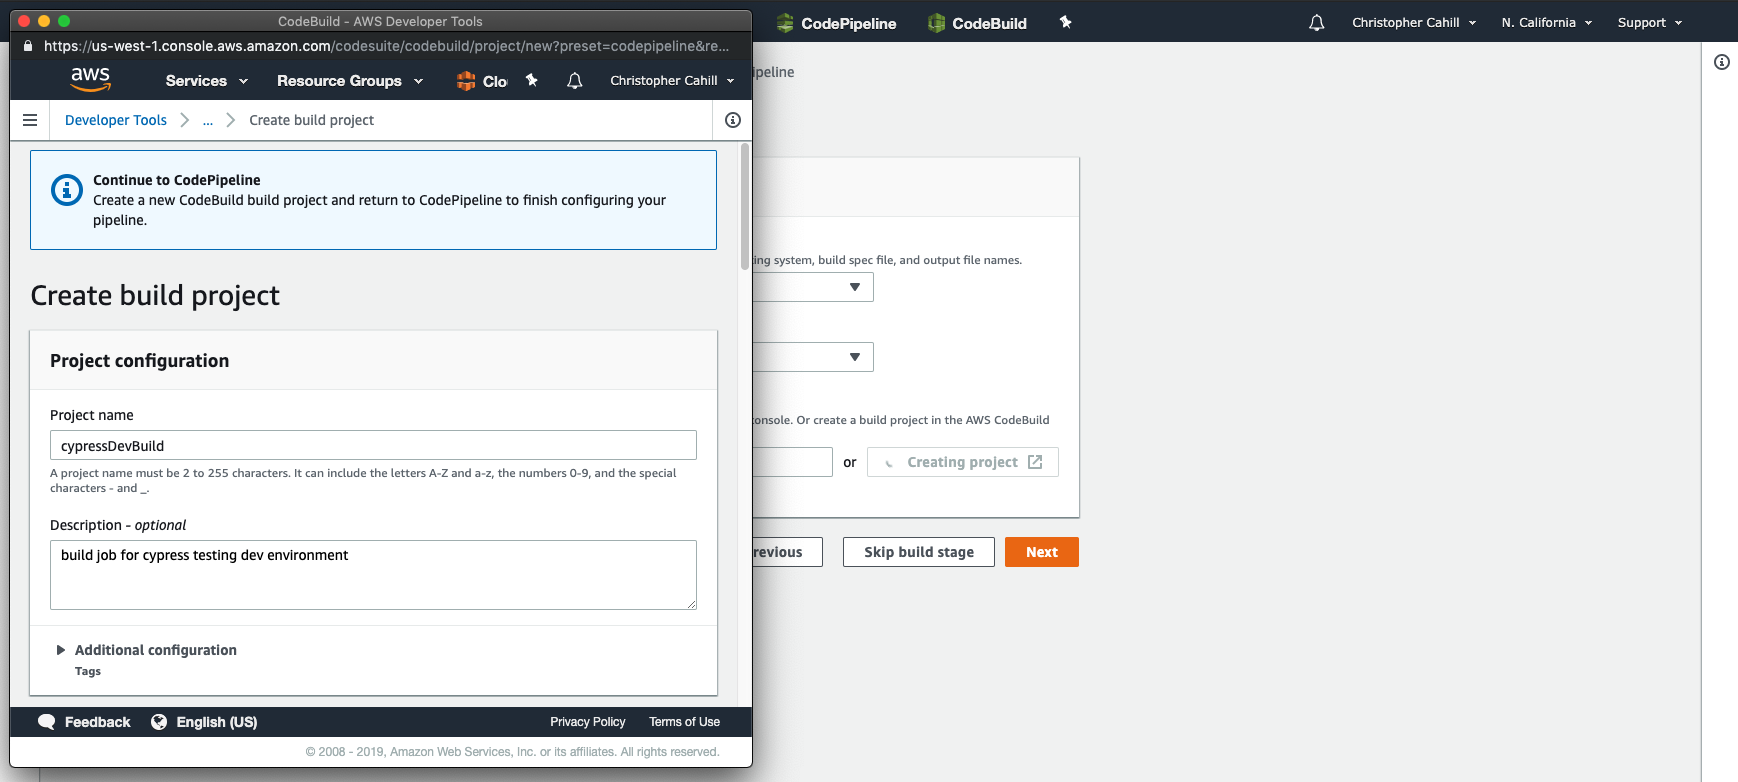 CodeBuild - AWS Developer Tools
https://us-west-1.console.aws.amazon.com/codesuite/codebuild/project/new?preset=codepipeline&re...
aws Services Resource Groups Clo Christopher Cahill
Developer Tools ... Create build project
Continue to CodePipeline
Create a new CodeBuild build project and return to CodePipeline to finish configuring your
pipeline.
Create build project
Project configuration
Project name
cypressDevBuild
A project name must be 2 to 255 characters. It can include the letters A-Z and a-z, the numbers 0-9, and the special
characters - and _.
Description - optional
build job for cypress testing dev environment
Additional configuration
Tags
Feedback English (US) Privacy Policy Terms of Use
© 2008 - 2019, Amazon Web Services, Inc. or its affiliates. All rights reserved.
CodePipeline CodeBuild Christopher Cahill N. California Support
ipeline
ing system, build spec file, and output file names.
console. Or create a build project in the AWS CodeBuild
or Creating project
revious Skip build stage Next